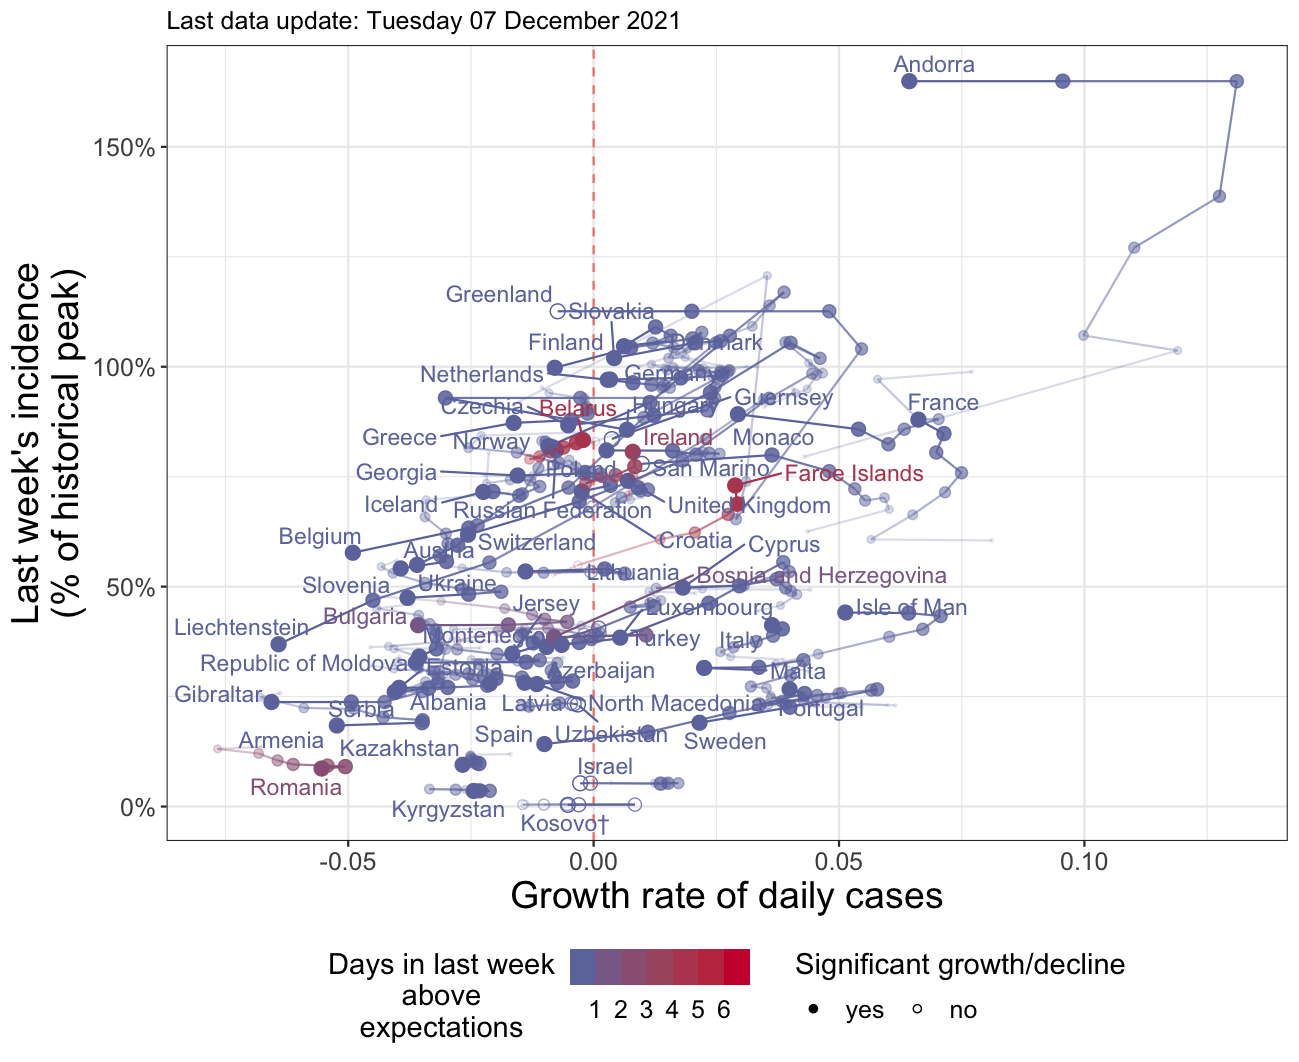 Last data update: Tuesday 07 December 2021
Last week's incidence
(% of historical peak)
150%
100%
50%
0%
Andorra
Greenland
Slovakia
Finland
Denmark
Netherlands
Germany
Czechia
Belarus
Hungary
Guernsey
France
Greece
Norway
Ireland
Monaco
Georgia
Poland
San Marino
Faroe Islands
Iceland
Russian Federation
United Kingdom
Belgium
Austria
Switzerland
Croatia
Cyprus
Slovenia
Ukraine
Lithuania
Bosnia and Herzegovina
Bulgaria
Jersey
Luxembourg
Isle of Man
Liechtenstein
Montenegro
Turkey
Italy
Republic of Moldova
Estonia
Azerbaijan
Malta
Gibraltar
Serbia
Albania
Latvia
North Macedonia
Portugal
Armenia
Kazakhstan
Spain
Uzbekistan
Sweden
Romania
Israel
Kyrgyzstan
Kosovo†
-0.05
0.00
0.05
0.10
Growth rate of daily cases
Days in last week
above
expectations
1 2 3 4 5 6
Significant growth/decline
yes
no